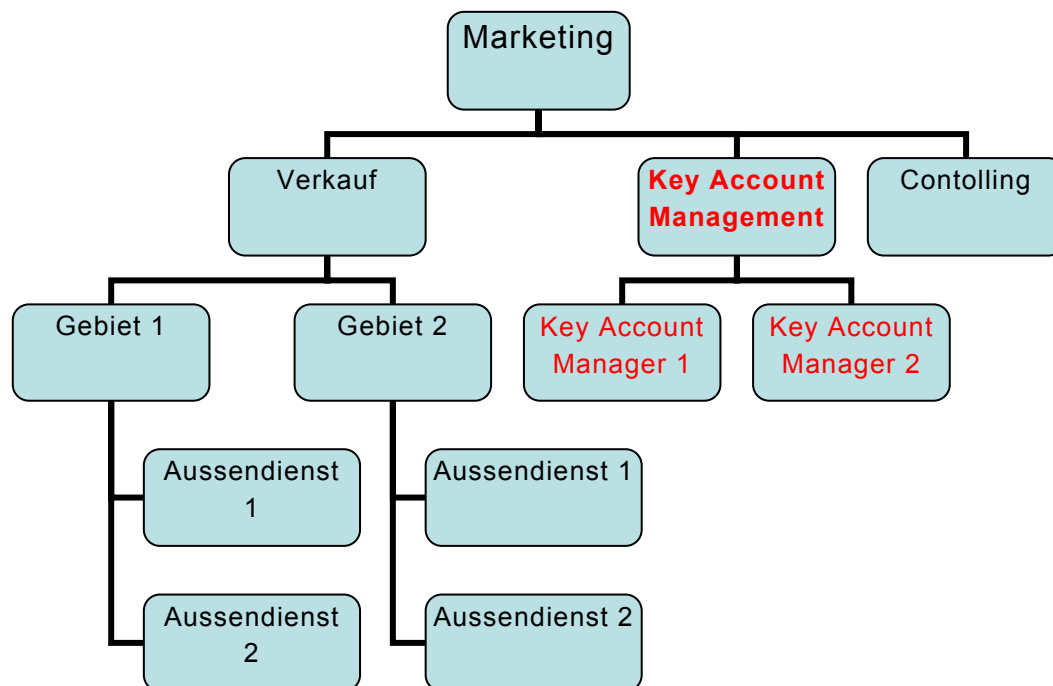 Marketing
Verkauf
Key Account
Management
Contolling
Gebiet 1
Gebiet 2
Key Account
Manager 1
Key Account
Manager 2
Aussendienst
1
Aussendienst 1
Aussendienst
2
Aussendienst 2